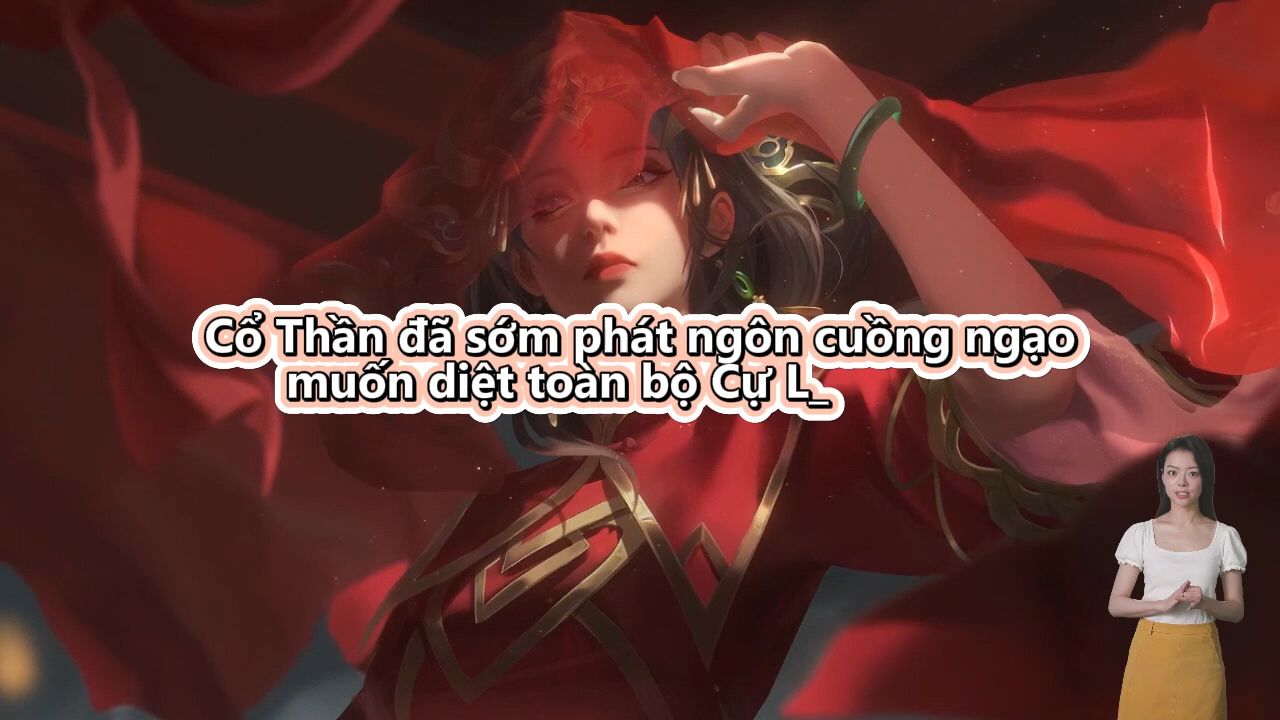 Cổ Thần đã sớm phát ngôn cuồng ngạo
muốn diệt toàn bộ Cự L_